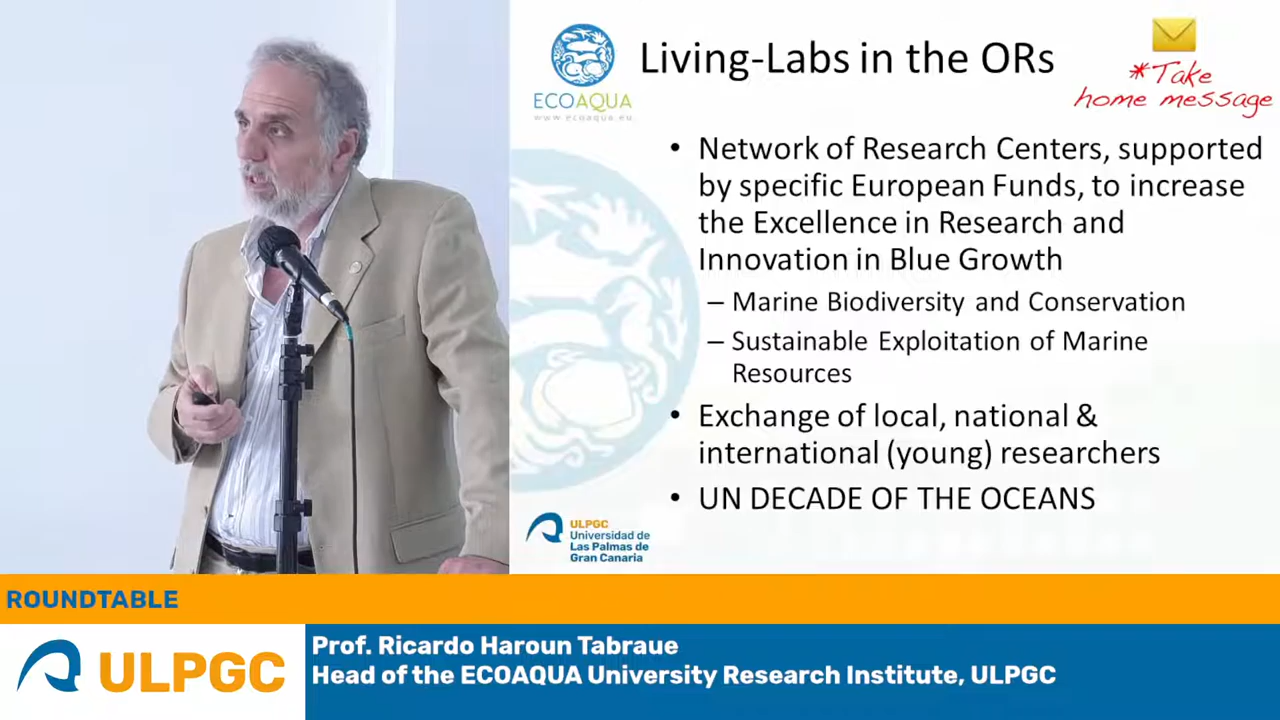 ECOAQUA
www.ecoaqua.eu
Living-Labs in the ORs
*Take
home message
• Network of Research Centers, supported
by specific European Funds, to increase
the Excellence in Research and
Innovation in Blue Growth
– Marine Biodiversity and Conservation
– Sustainable Exploitation of Marine
Resources
• Exchange of local, national &
international (young) researchers
• UN DECADE OF THE OCEANS
ULPGC
Universidad de
Las Palmas de
Gran Canaria
ROUNDTABLE
ULPGC
Prof. Ricardo Haroun Tabraue
Head of the ECOAQUA University Research Institute, ULPGC